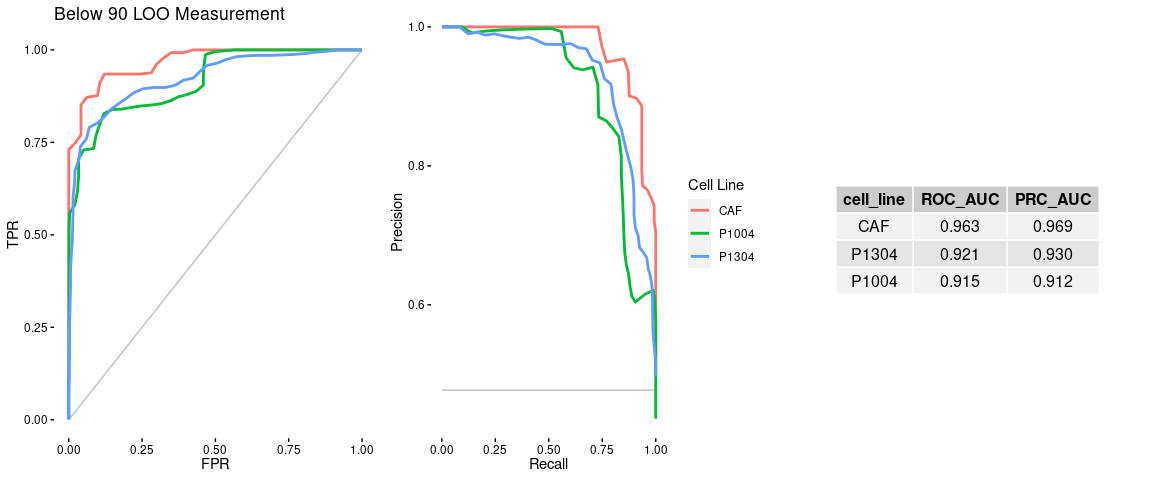 Below 90 LOO Measurement
TPR
1.00
0.75
0.50
0.25
0.00
0.00 0.25 0.50 0.75 1.00
FPR
Precision
1.0
0.8
0.6
0.00 0.25 0.50 0.75 1.00
Recall
Cell Line
CAF
P1004
P1304
cell_line ROC_AUC PRC_AUC
CAF 0.963 0.969
P1304 0.921 0.930
P1004 0.915 0.912